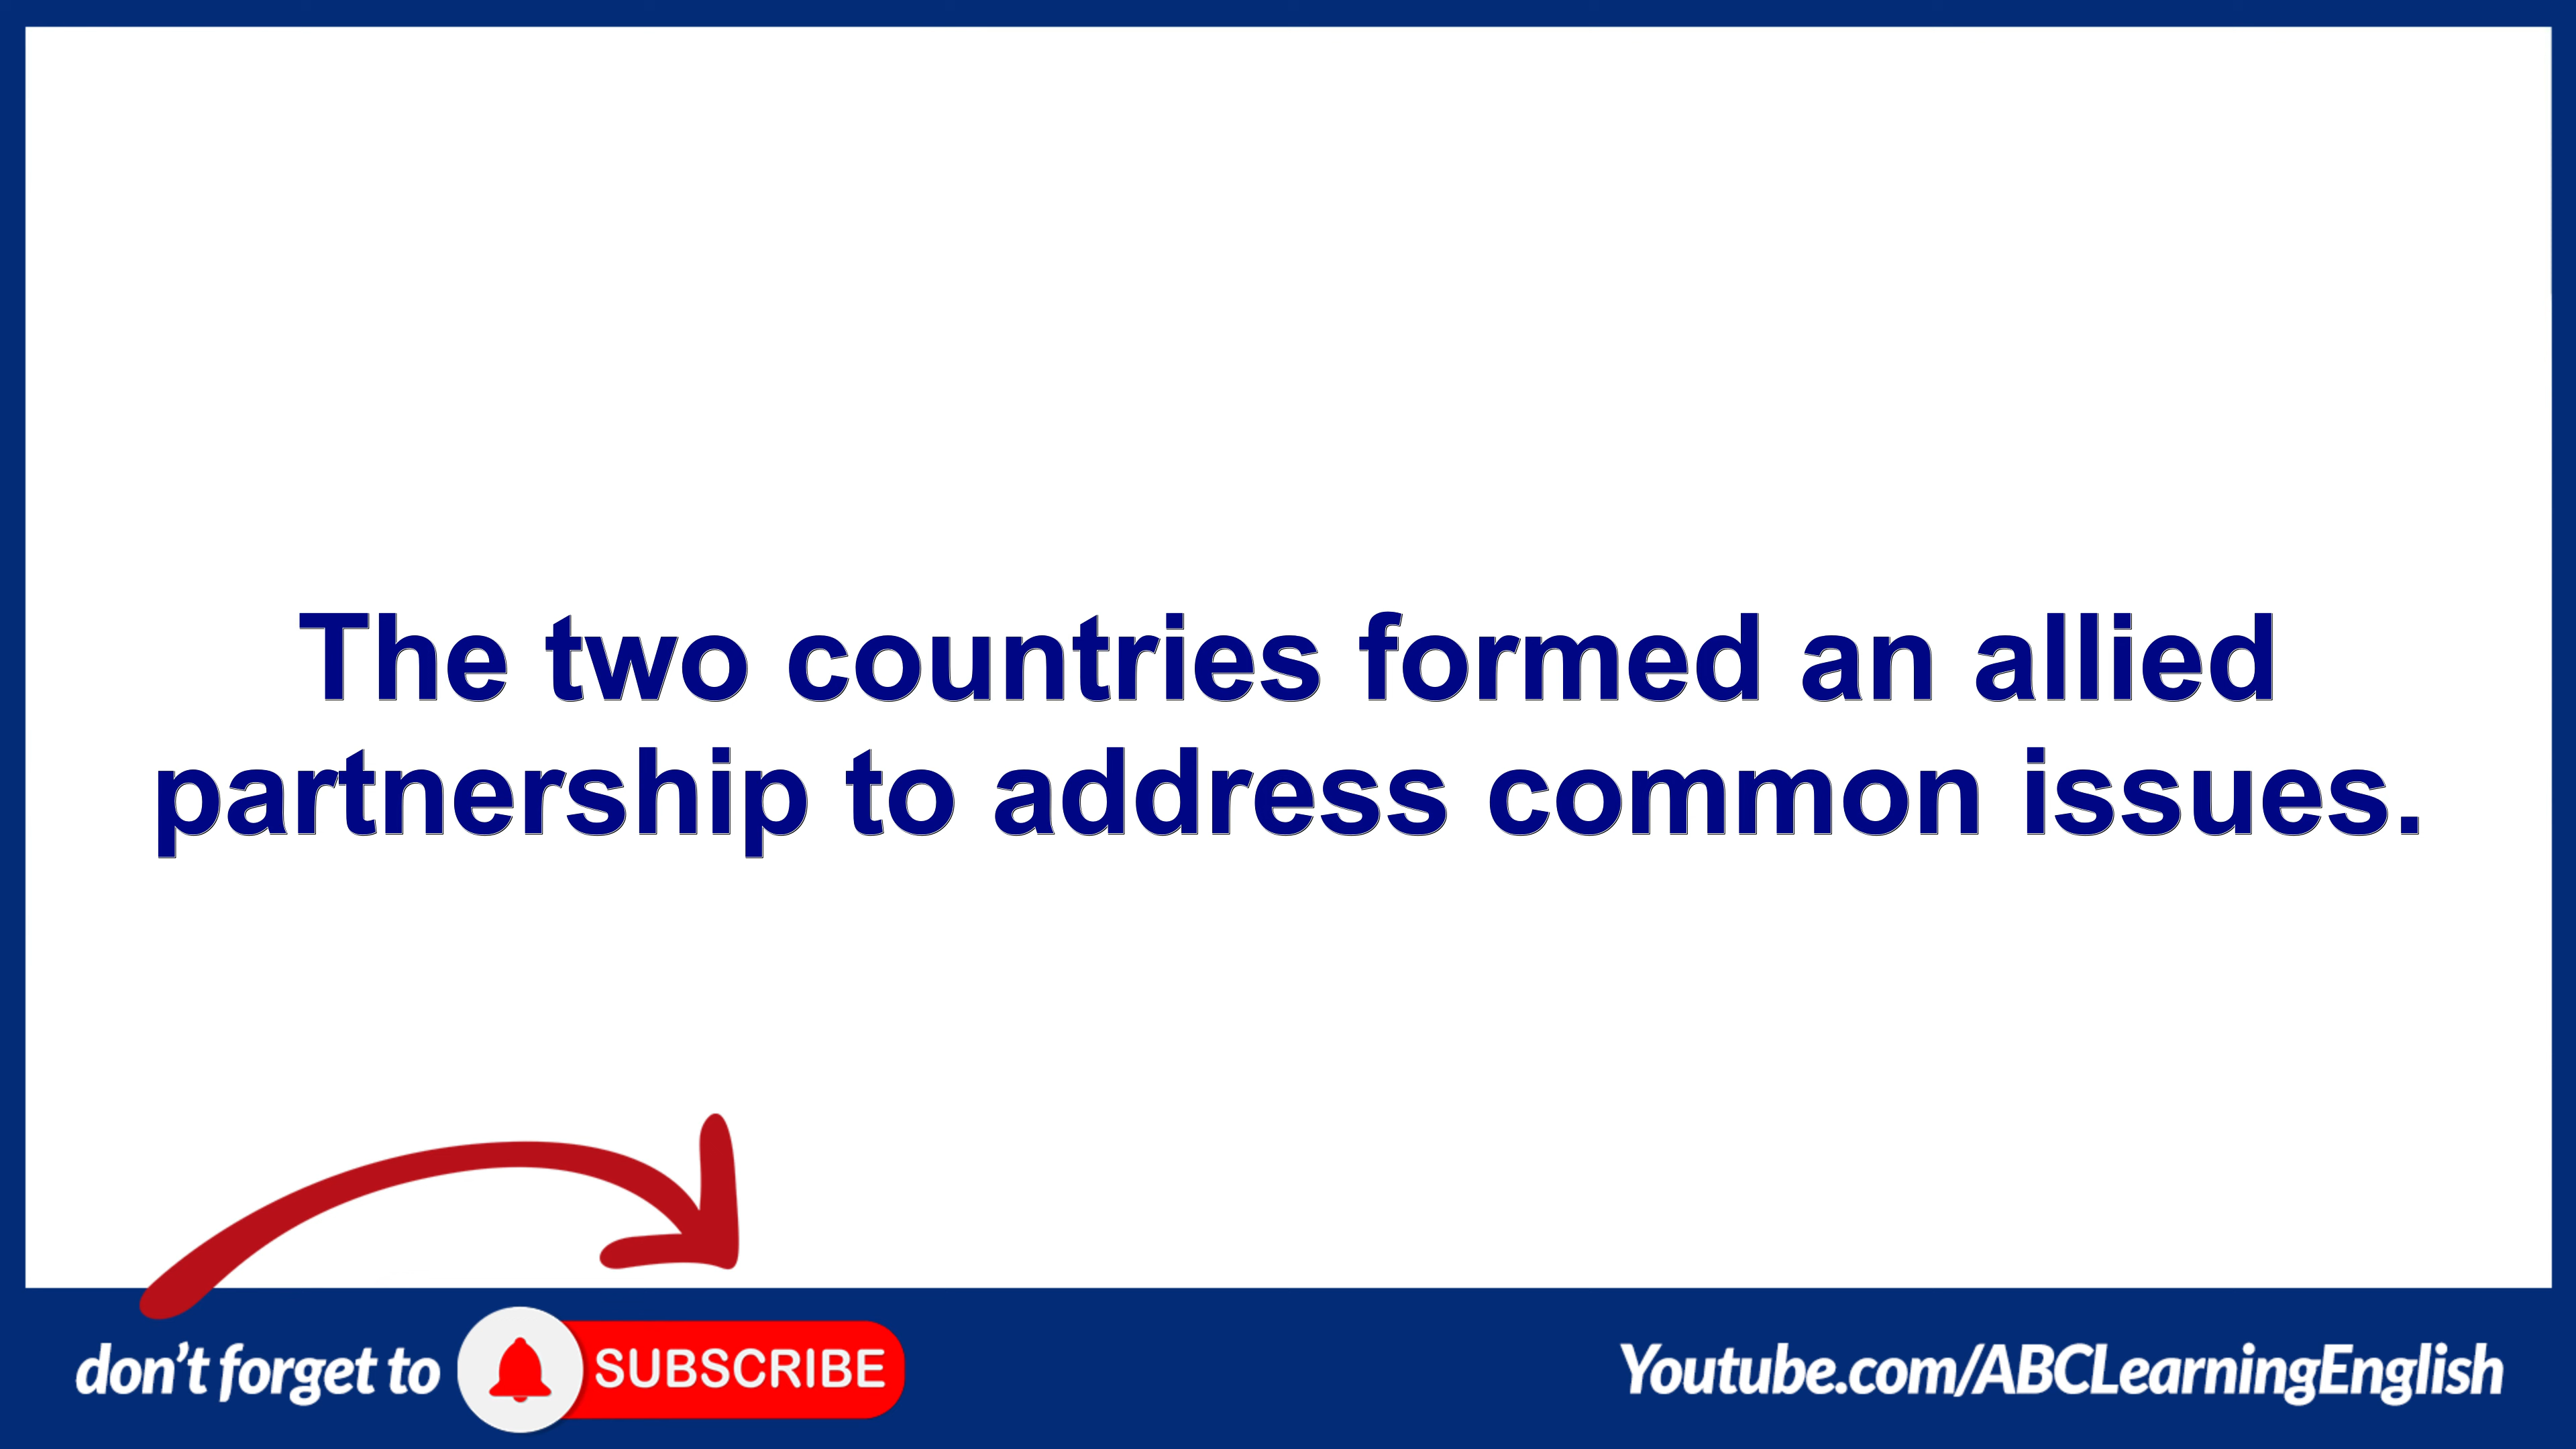 The two countries formed an allied
partnership to address common issues.
don't forget to SUBSCRIBE
Youtube.com/ABCLearningEnglish